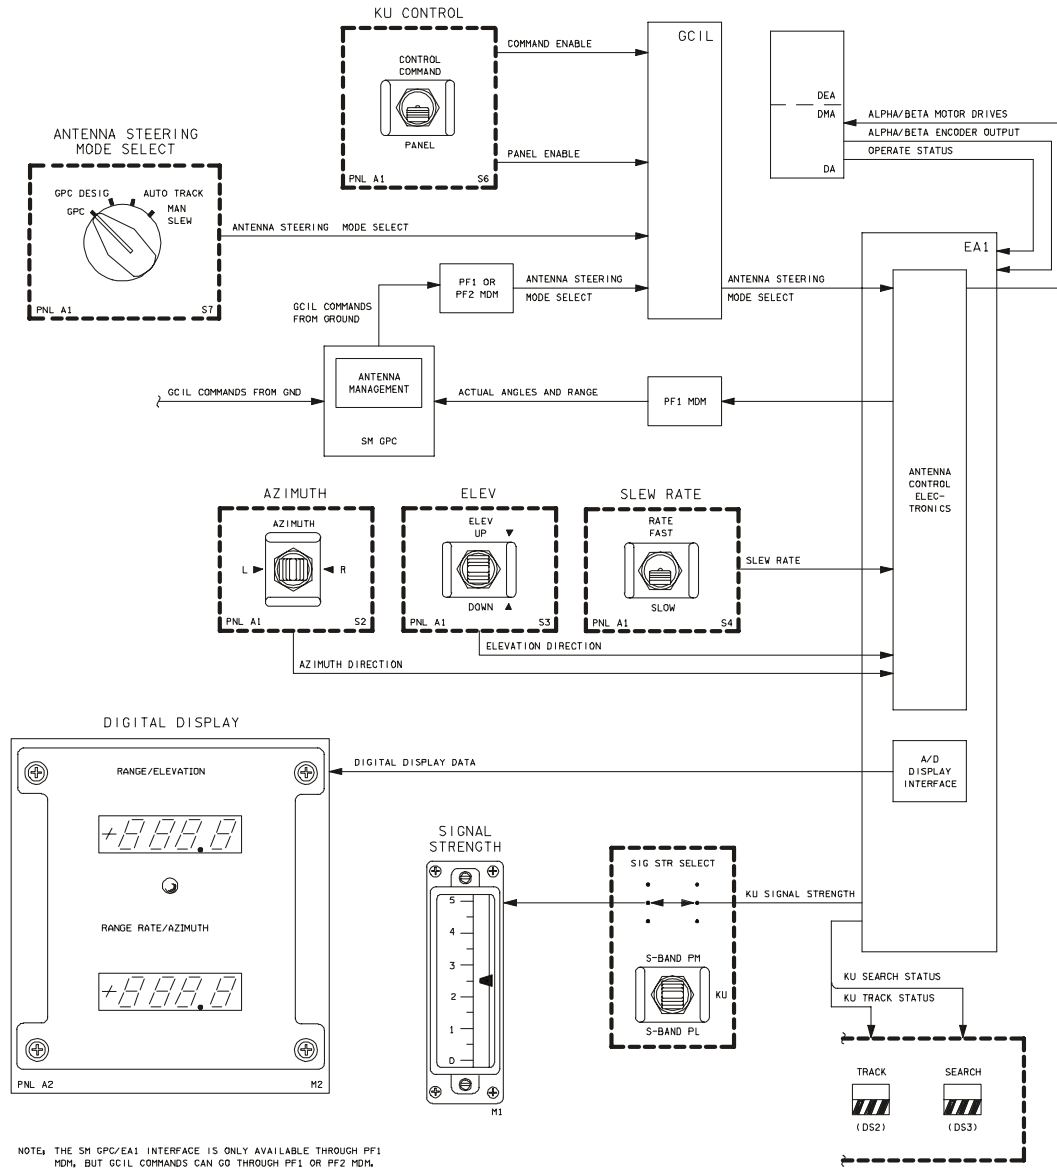 KU CONTROL
CONTROL
COMMAND
PANEL
PNL A1
S6
COMMAND ENABLE
PANEL ENABLE
GCIL
DEA
DMA
DA
ALPHA/BETA MOTOR DRIVES
ALPHA/BETA ENCODER OUTPUT
OPERATE STATUS
ANTENNA STEERING
MODE SELECT
GPC DESIG
AUTO TRACK
GPC
MAN
SLEW
PNL A1
S7
ANTENNA STEERING MODE SELECT
EA1
PF1 OR
PF2 MDM
ANTENNA STEERING
MODE SELECT
ANTENNA STEERING
MODE SELECT
GCIL COMMANDS
FROM GROUND
GCIL COMMANDS FROM GND
ANTENNA
MANAGEMENT
SM GPC
ACTUAL ANGLES AND RANGE
PF1 MDM
ANTENNA
CONTROL
ELEC-
TRONICS
AZIMUTH
AZIMUTH
L
R
PNL A1
S2
ELEV
ELEV
UP
DOWN
PNL A1
S3
SLEW RATE
RATE
FAST
SLOW
PNL A1
S4
SLEW RATE
ELEVATION DIRECTION
AZIMUTH DIRECTION
DIGITAL DISPLAY
RANGE/ELEVATION
+888.8
RANGE RATE/AZIMUTH
+888.8
PNL A2
M2
DIGITAL DISPLAY DATA
A/D
DISPLAY
INTERFACE
SIGNAL
STRENGTH
5
4
3
2
1
0
M1
SIG STR SELECT
S-BAND PM
KU
S-BAND PL
KU SIGNAL STRENGTH
KU SEARCH STATUS
KU TRACK STATUS
TRACK
(DS2)
SEARCH
(DS3)
NOTE, THE SM GPC/EA1 INTERFACE IS ONLY AVAILABLE THROUGH PF1
MDM, BUT GCIL COMMANDS CAN GO THROUGH PF1 OR PF2 MDM.